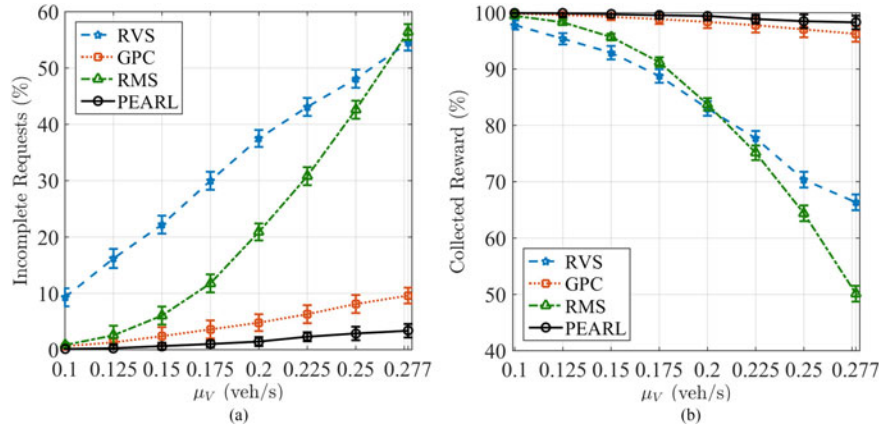 60
50
40
30
20
10
0
Incomplete Requests (%)
RVS
GPC
RMS
PEARL
0.1 0.125 0.15 0.175 0.2 0.225 0.25 0.277
μV (veh/s)
(a)
100
90
80
70
60
50
40
Collected Reward (%)
RVS
GPC
RMS
PEARL
0.1 0.125 0.15 0.175 0.2 0.225 0.25 0.277
μV (veh/s)
(b)